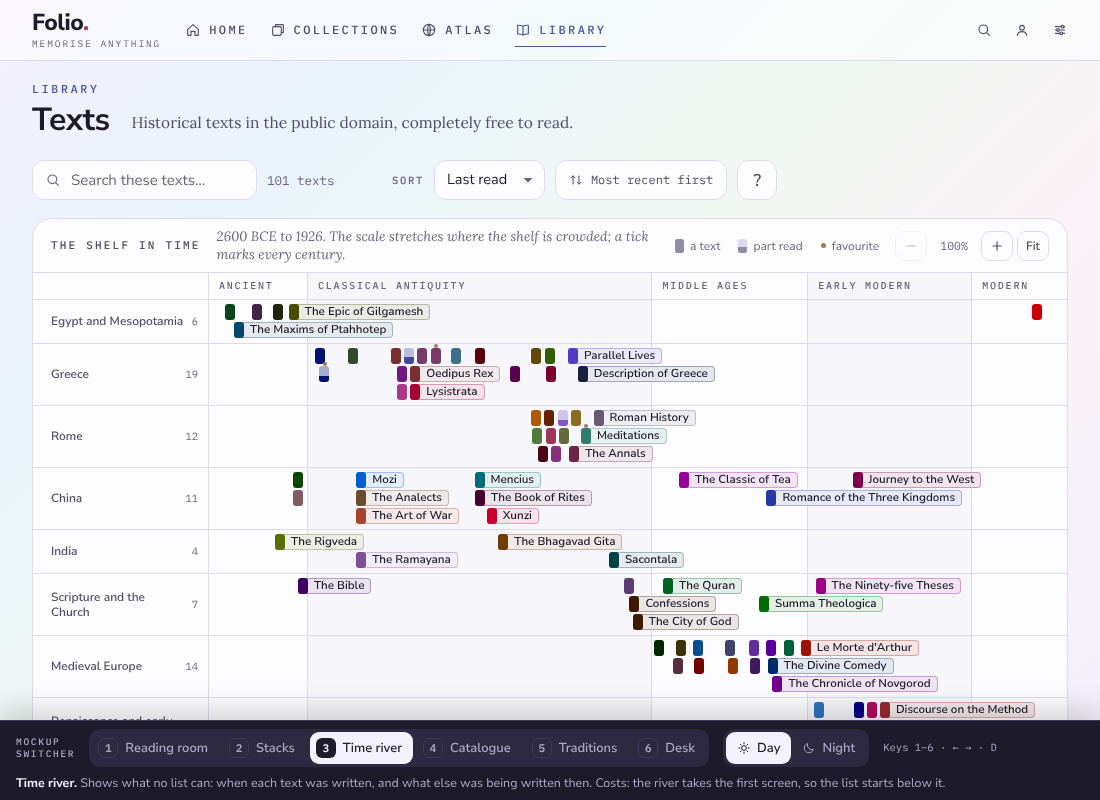 Folio.
MEMORISE ANYTHING
HOME
COLLECTIONS
ATLAS
LIBRARY
LIBRARY
Texts
Historical texts in the public domain, completely free to read.
Search these texts...
101 texts
SORT
Last read
Most recent first
?
THE SHELF IN TIME
2600 BCE to 1926. The scale stretches where the shelf is crowded; a tick
marks every century.
a text
part read
favourite
−
100%
+
Fit
ANCIENT
CLASSICAL ANTIQUITY
MIDDLE AGES
EARLY MODERN
MODERN
Egypt and Mesopotamia 6
The Epic of Gilgamesh
The Maxims of Ptahhotep
Greece 19
Parallel Lives
Oedipus Rex
Description of Greece
Lysistrata
Rome 12
Roman History
Meditations
The Annals
China 11
Mozi
Mencius
The Classic of Tea
Journey to the West
The Analects
The Book of Rites
Romance of the Three Kingdoms
The Art of War
Xunzi
India 4
The Rigveda
The Bhagavad Gita
The Ramayana
Sacontala
Scripture and the
Church
7
The Bible
The Quran
The Ninety-five Theses
Confessions
Summa Theologica
The City of God
Medieval Europe 14
Le Morte d'Arthur
The Divine Comedy
The Chronicle of Novgorod
Renaissance and early
Discourse on the Method
MOCKUP
SWITCHER
1 Reading room
2 Stacks
3 Time river
4 Catalogue
5 Traditions
6 Desk
Day
Night
Keys 1–6 · ← → · D
Time river. Shows what no list can: when each text was written, and what else was being written then. Costs: the river takes the first screen, so the list starts below it.